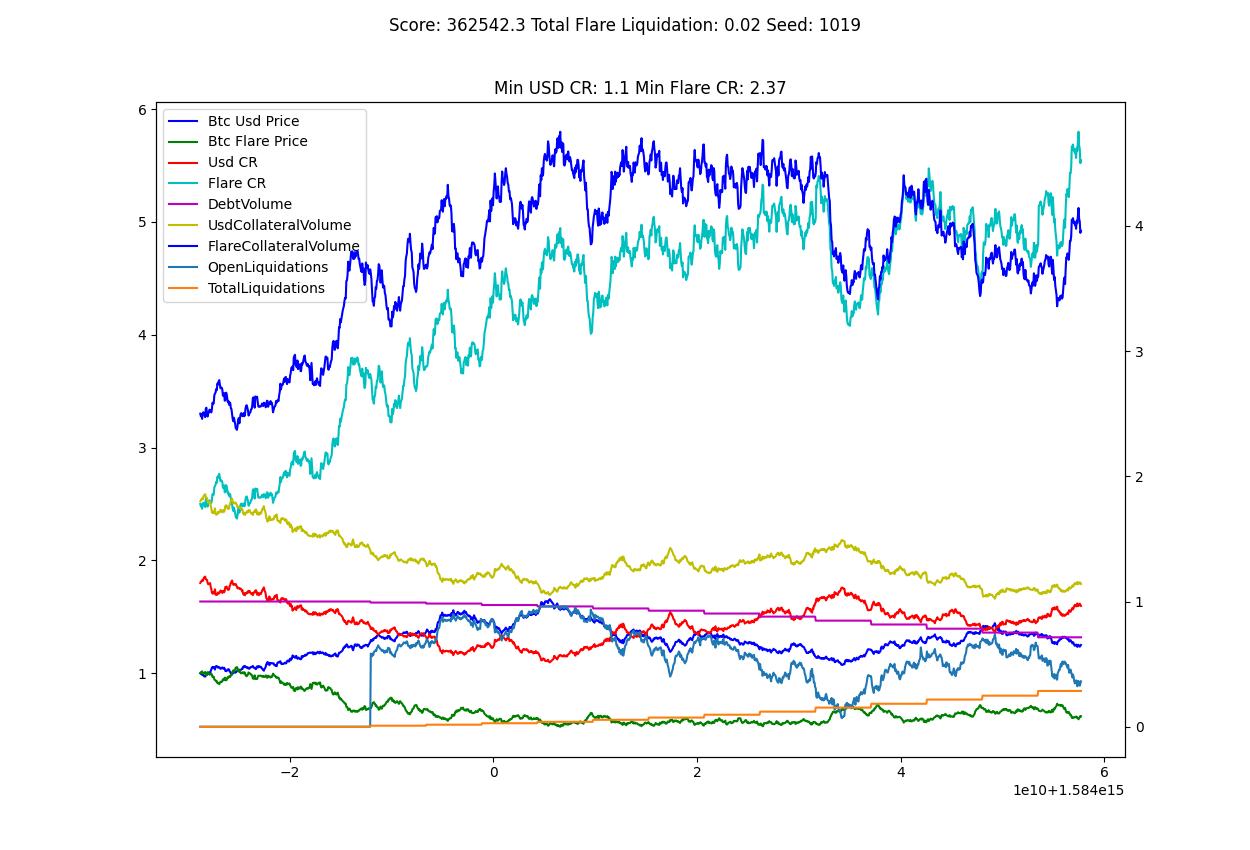 Score: 362542.3 Total Flare Liquidation: 0.02 Seed: 1019
Min USD CR: 1.1 Min Flare CR: 2.37
Btc Usd Price
Btc Flare Price
Usd CR
Flare CR
DebtVolume
UsdCollateralVolume
FlareCollateralVolume
OpenLiquidations
TotalLiquidations
6
5
4
3
2
1
4
3
2
1
0
−2
0
2
4
6
1e10+1.584e15